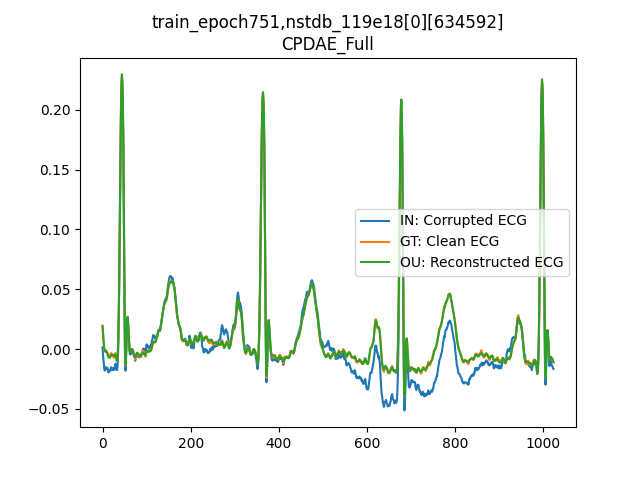 train_epoch751,nstdb_119e18[0][634592]
CPDAE_Full
0.20
0.15
0.10
0.05
0.00
−0.05
IN: Corrupted ECG
GT: Clean ECG
OU: Reconstructed ECG
0 200 400 600 800 1000